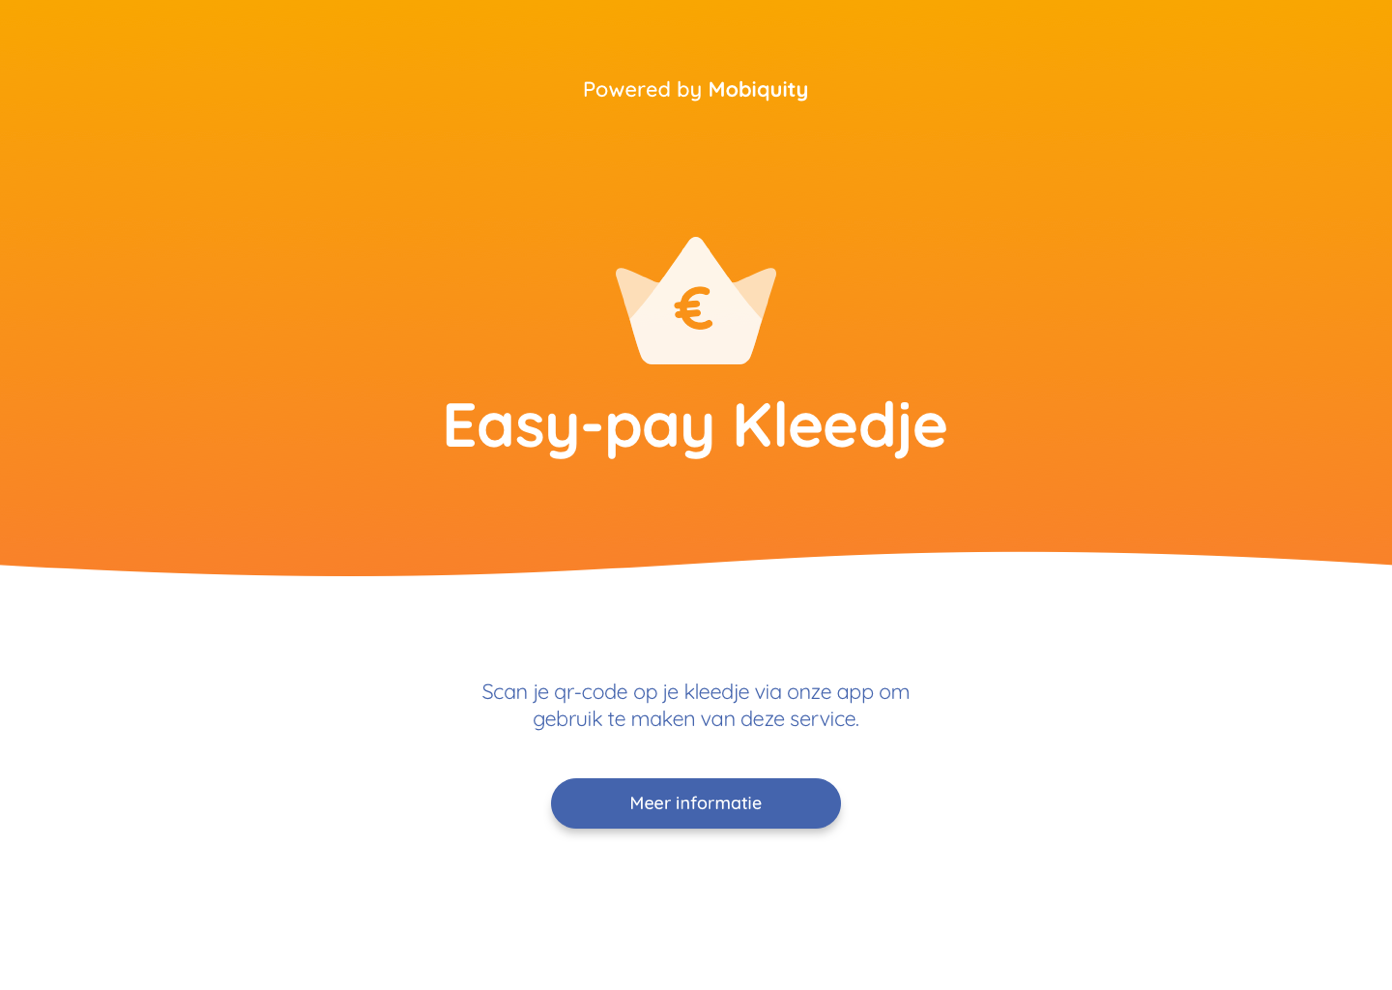 Powered by Mobiquity
€
Easy-pay Kleedje
Scan je qr-code op je kleedje via onze app om
gebruik te maken van deze service.
Meer informatie